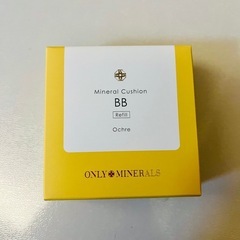 Mineral Cushion
BB
Refill
Ochre
ONLY MINERALS